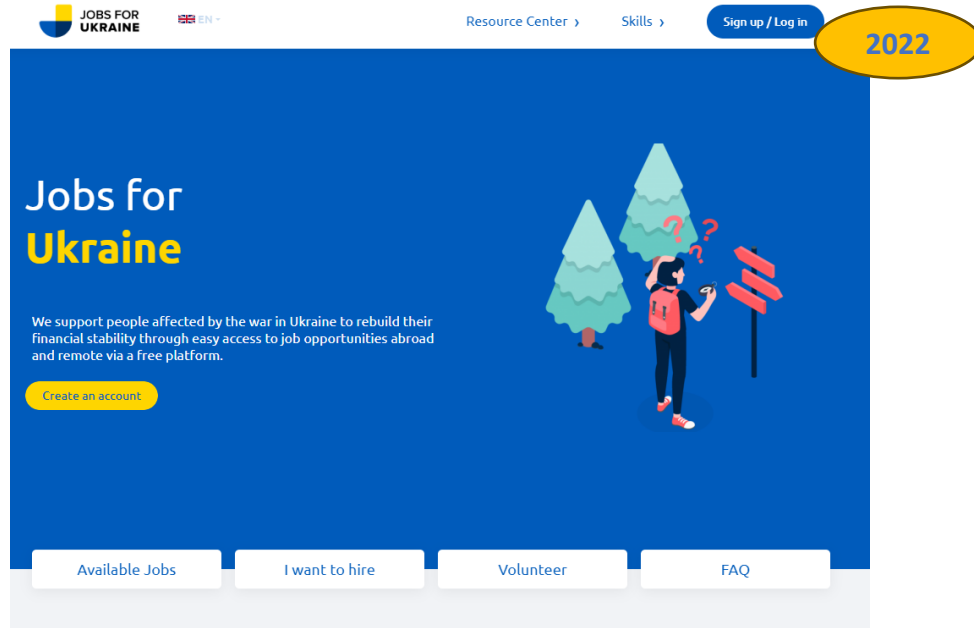 JOBS FOR
UKRAINE
EN
Resource Center ›
Skills ›
Sign up / Log in
2022
Jobs for
Ukraine
We support people affected by the war in Ukraine to rebuild their
financial stability through easy access to job opportunities abroad
and remote via a free platform.
Create an account
? ? ?
Available Jobs
I want to hire
Volunteer
FAQ